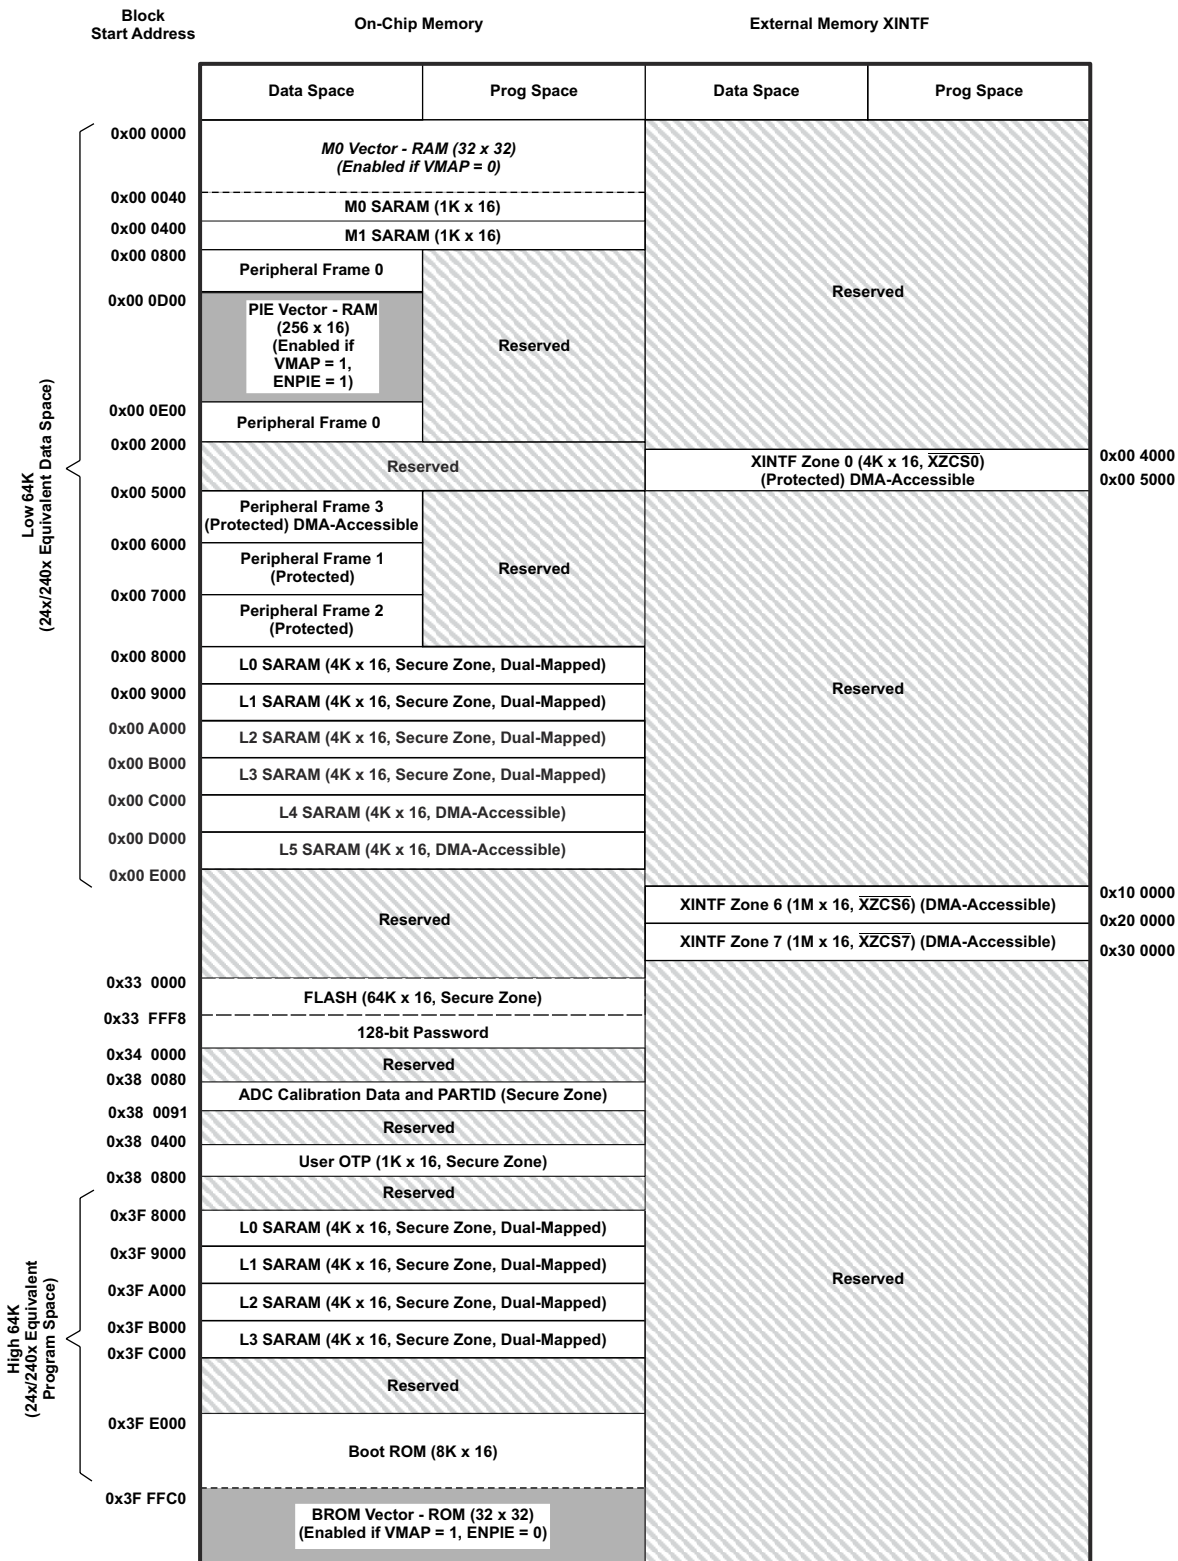 Block
Start Address
On-Chip Memory
External Memory XINTF
Data Space
Prog Space
Data Space
Prog Space
Low 64K
(24x/240x Equivalent Data Space)
0x00 0000
M0 Vector - RAM (32 x 32)
(Enabled if VMAP = 0)
0x00 0040
M0 SARAM (1K x 16)
0x00 0400
M1 SARAM (1K x 16)
0x00 0800
Peripheral Frame 0
0x00 0D00
PIE Vector - RAM
(256 x 16)
(Enabled if
VMAP = 1,
ENPIE = 1)
Reserved
Reserved
0x00 0E00
Peripheral Frame 0
0x00 2000
Reserved
XINTF Zone 0 (4K x 16, XZCS0)
(Protected) DMA-Accessible
0x00 4000
0x00 5000
0x00 5000
Peripheral Frame 3
(Protected) DMA-Accessible
0x00 6000
Peripheral Frame 1
(Protected)
Reserved
0x00 7000
Peripheral Frame 2
(Protected)
0x00 8000
L0 SARAM (4K x 16, Secure Zone, Dual-Mapped)
0x00 9000
L1 SARAM (4K x 16, Secure Zone, Dual-Mapped)
Reserved
0x00 A000
L2 SARAM (4K x 16, Secure Zone, Dual-Mapped)
0x00 B000
L3 SARAM (4K x 16, Secure Zone, Dual-Mapped)
0x00 C000
L4 SARAM (4K x 16, DMA-Accessible)
0x00 D000
L5 SARAM (4K x 16, DMA-Accessible)
0x00 E000
Reserved
XINTF Zone 6 (1M x 16, XZCS6) (DMA-Accessible)
0x10 0000
0x20 0000
XINTF Zone 7 (1M x 16, XZCS7) (DMA-Accessible)
0x30 0000
0x33 0000
FLASH (64K x 16, Secure Zone)
0x33 FFF8
128-bit Password
0x34 0000
Reserved
0x38 0080
ADC Calibration Data and PARTID (Secure Zone)
0x38 0091
Reserved
0x38 0400
User OTP (1K x 16, Secure Zone)
0x38 0800
Reserved
High 64K
(24x/240x Equivalent
Program Space)
0x3F 8000
L0 SARAM (4K x 16, Secure Zone, Dual-Mapped)
0x3F 9000
L1 SARAM (4K x 16, Secure Zone, Dual-Mapped)
Reserved
0x3F A000
L2 SARAM (4K x 16, Secure Zone, Dual-Mapped)
0x3F B000
L3 SARAM (4K x 16, Secure Zone, Dual-Mapped)
0x3F C000
Reserved
0x3F E000
Boot ROM (8K x 16)
0x3F FFC0
BROM Vector - ROM (32 x 32)
(Enabled if VMAP = 1, ENPIE = 0)